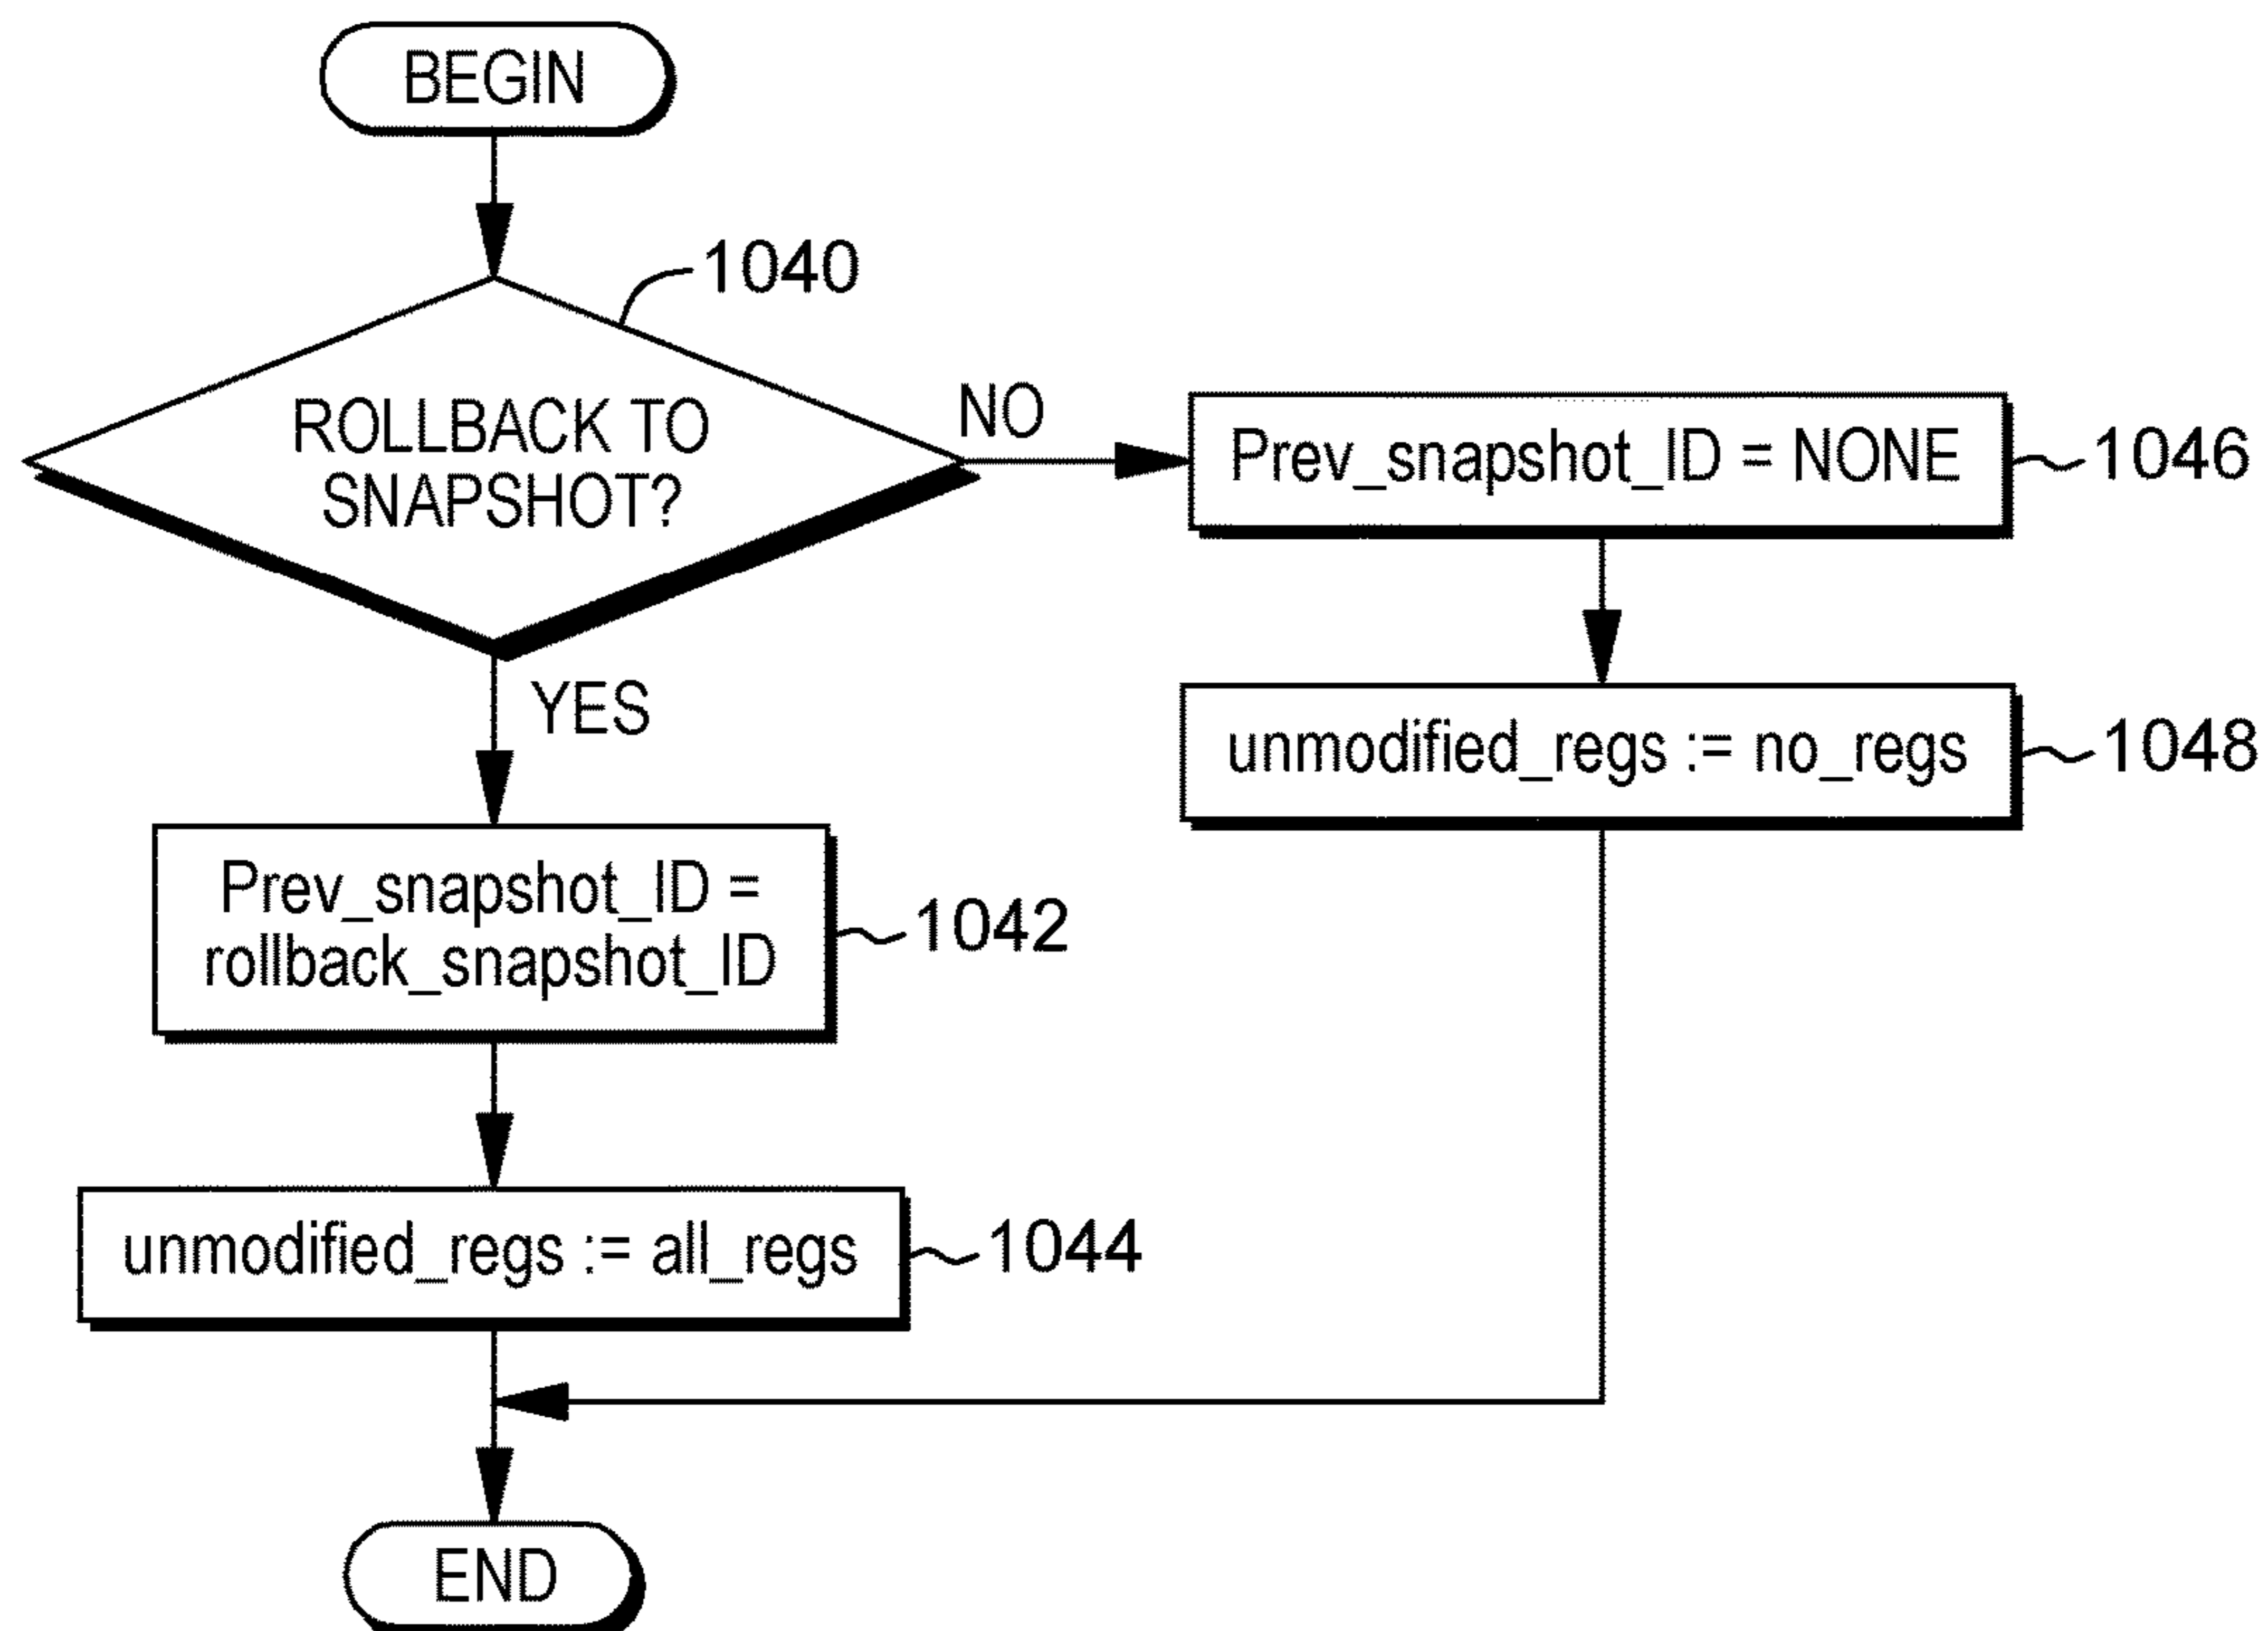 BEGIN
1040
ROLLBACK TO
SNAPSHOT?
NO
Prev_snapshot_ID = NONE
1046
YES
unmodified_regs := no_regs
1048
Prev_snapshot_ID =
rollback_snapshot_ID
1042
unmodified_regs := all_regs
1044
END